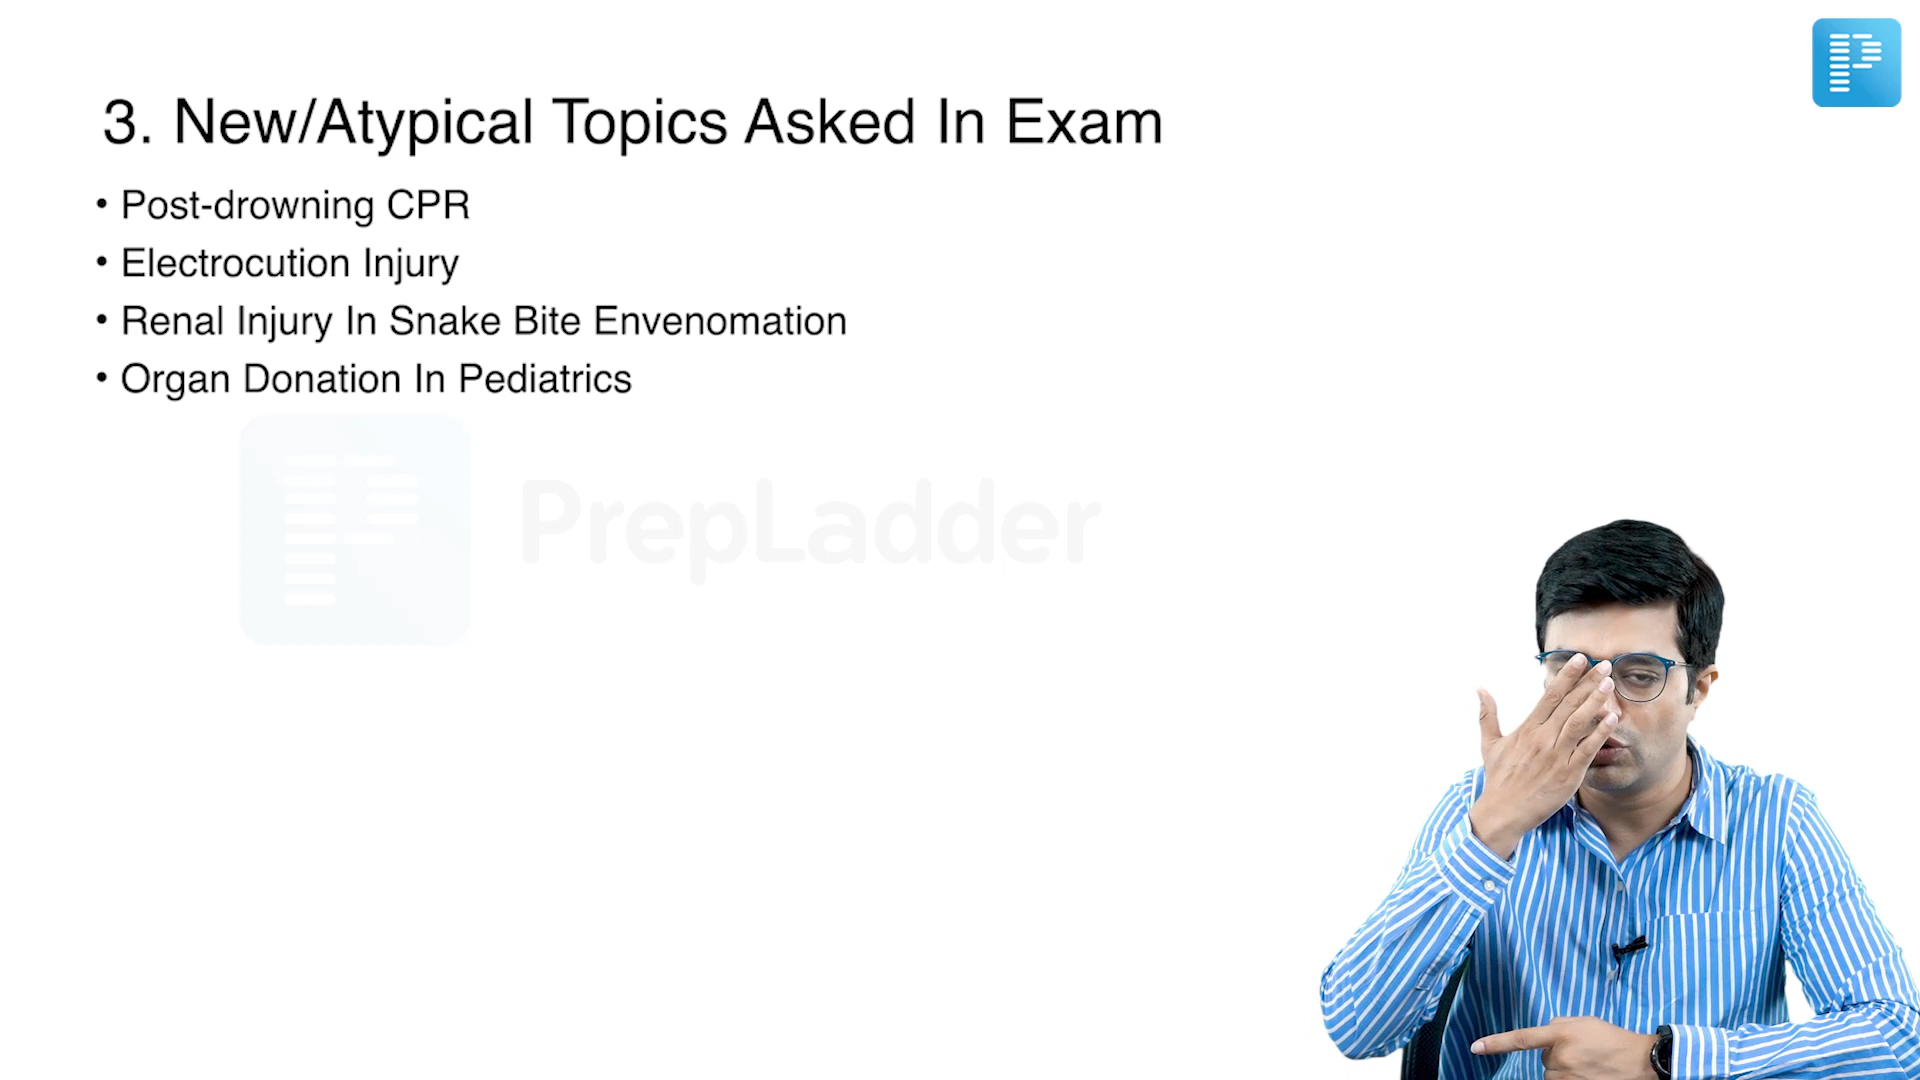 3. New/Atypical Topics Asked In Exam
• Post-drowning CPR
• Electrocution Injury
• Renal Injury In Snake Bite Envenomation
• Organ Donation In Pediatrics
PrepLadder